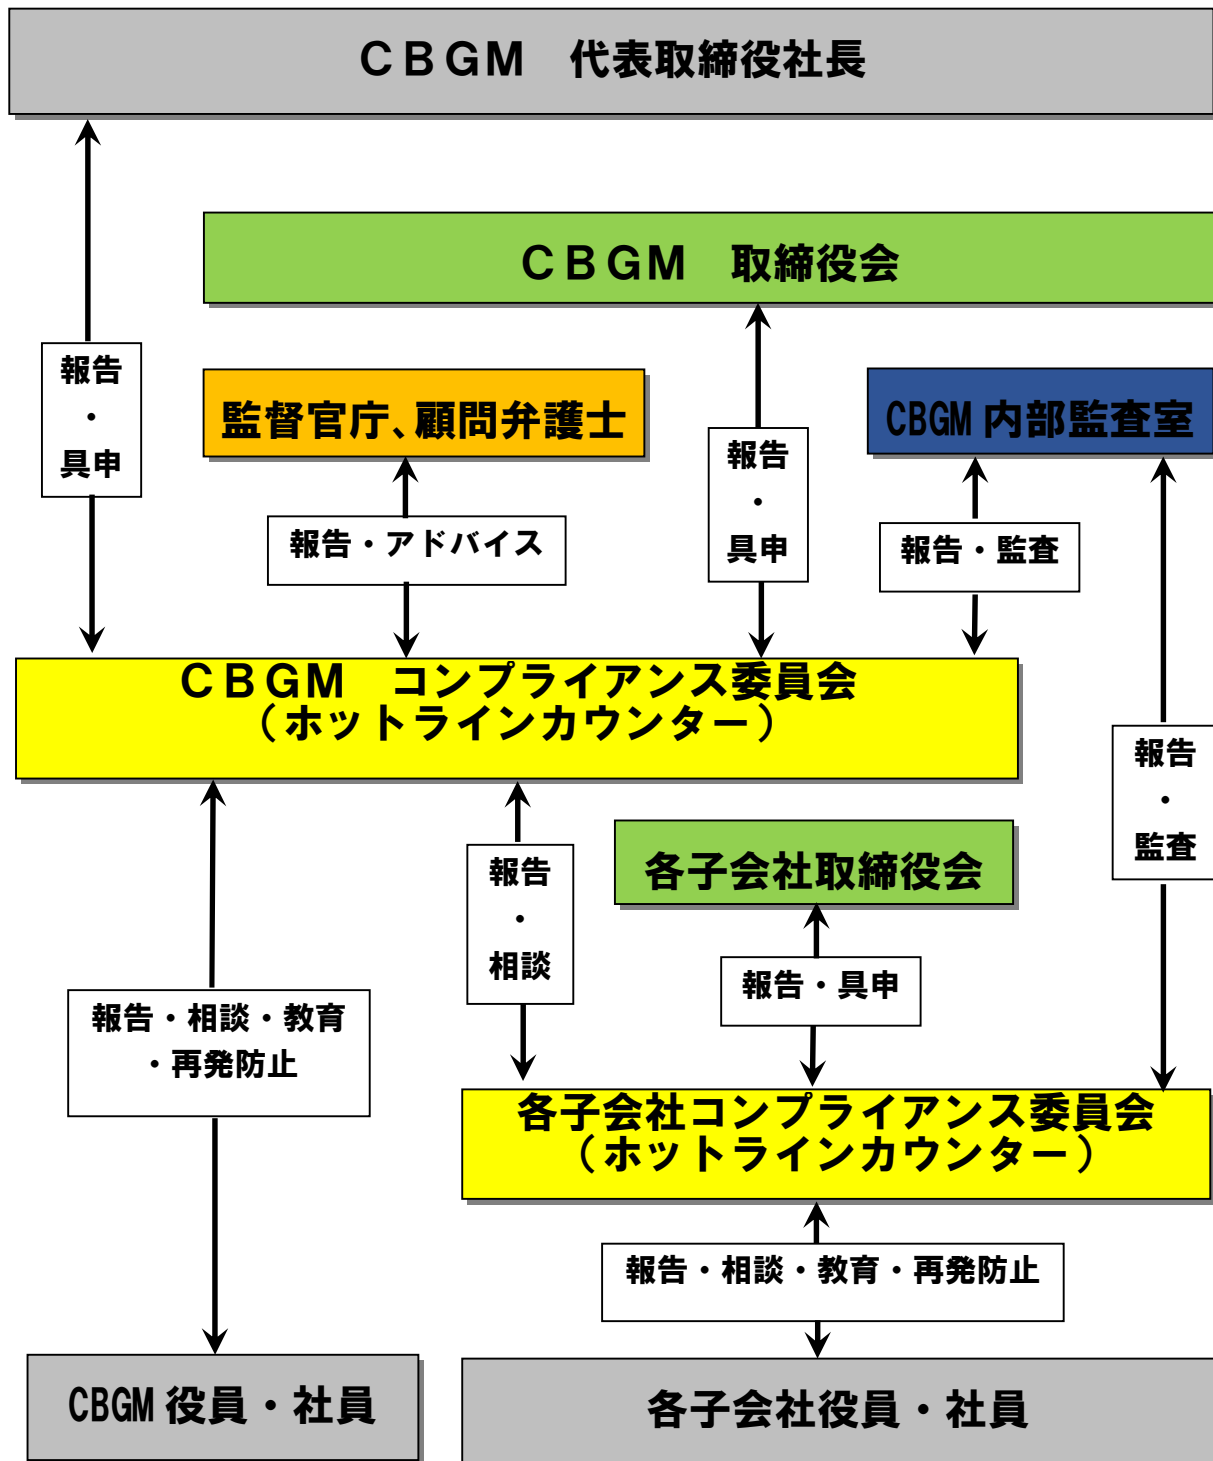 ＣＢＧＭ　代表取締役社長
ＣＢＧＭ　取締役会
報告
・
具申
監督官庁、顧問弁護士
報告
・
具申
CBGM 内部監査室
報告・アドバイス
報告・監査
ＣＢＧＭ　コンプライアンス委員会
（ホットラインカウンター）
報告
・
監査
報告
・
相談
各子会社取締役会
報告・具申
報告・相談・教育
・再発防止
各子会社コンプライアンス委員会
（ホットラインカウンター）
報告・相談・教育・再発防止
CBGM 役員・社員
各子会社役員・社員